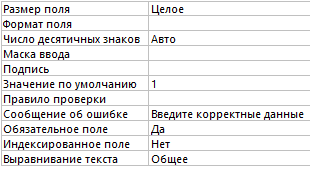 Размер поля Целое
Формат поля
Число десятичных знаков Авто
Маска ввода
Подпись
Значение по умолчанию 1
Правило проверки
Сообщение об ошибке Введите корректные данные
Обязательное поле Да
Индексированное поле Нет
Выравнивание текста Общее